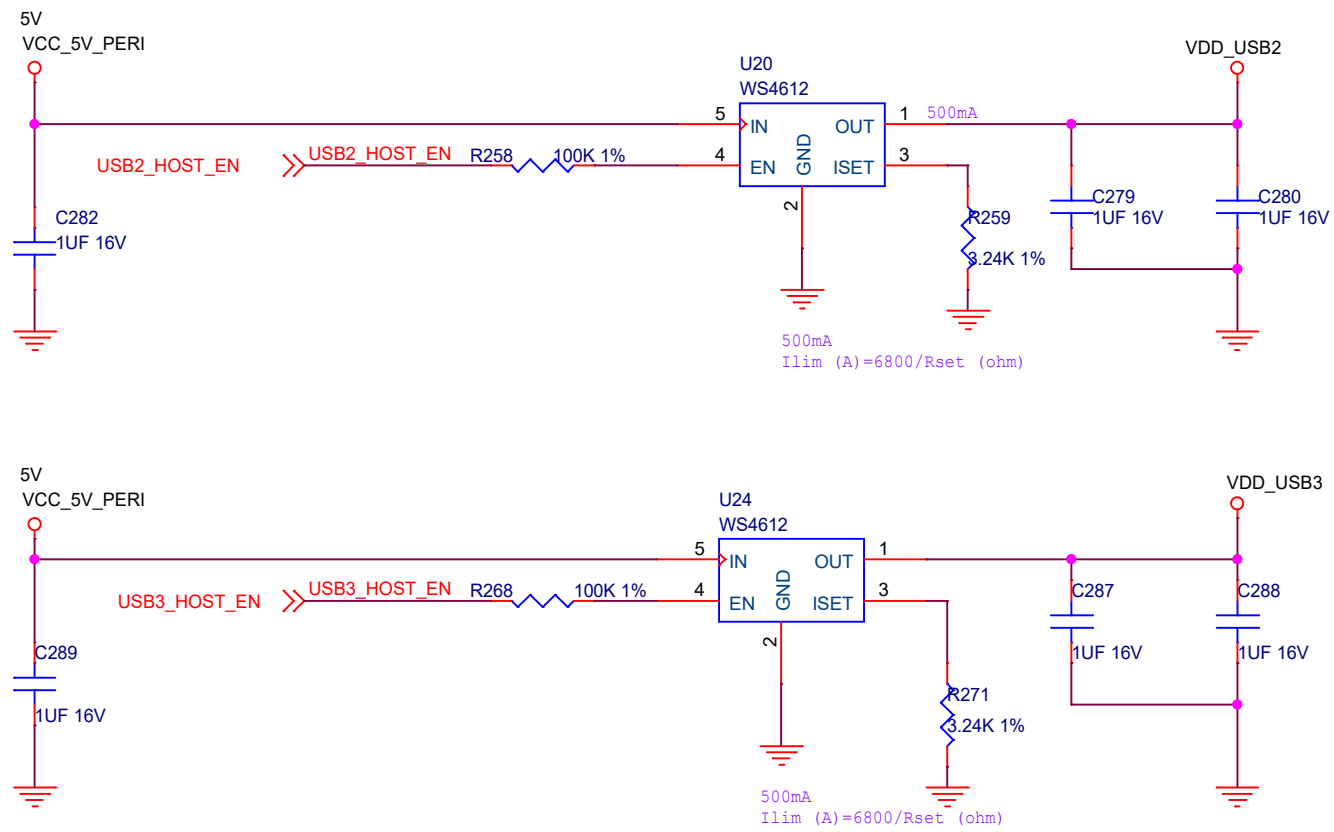 5V
VCC_5V_PERI
VDD_USB2
U20
WS4612
5
IN
OUT
1
500mA
USB2_HOST_EN
USB2_HOST_EN
R258
100K 1%
4
EN
GND
ISET
3
2
C282
1UF 16V
R259
3.24K 1%
C279
1UF 16V
C280
1UF 16V
500mA
Ilim (A)=6800/Rset (ohm)
5V
VCC_5V_PERI
VDD_USB3
U24
WS4612
5
IN
OUT
1
USB3_HOST_EN
USB3_HOST_EN
R268
100K 1%
4
EN
GND
ISET
3
2
C289
1UF 16V
R271
3.24K 1%
C287
1UF 16V
C288
1UF 16V
500mA
Ilim (A)=6800/Rset (ohm)